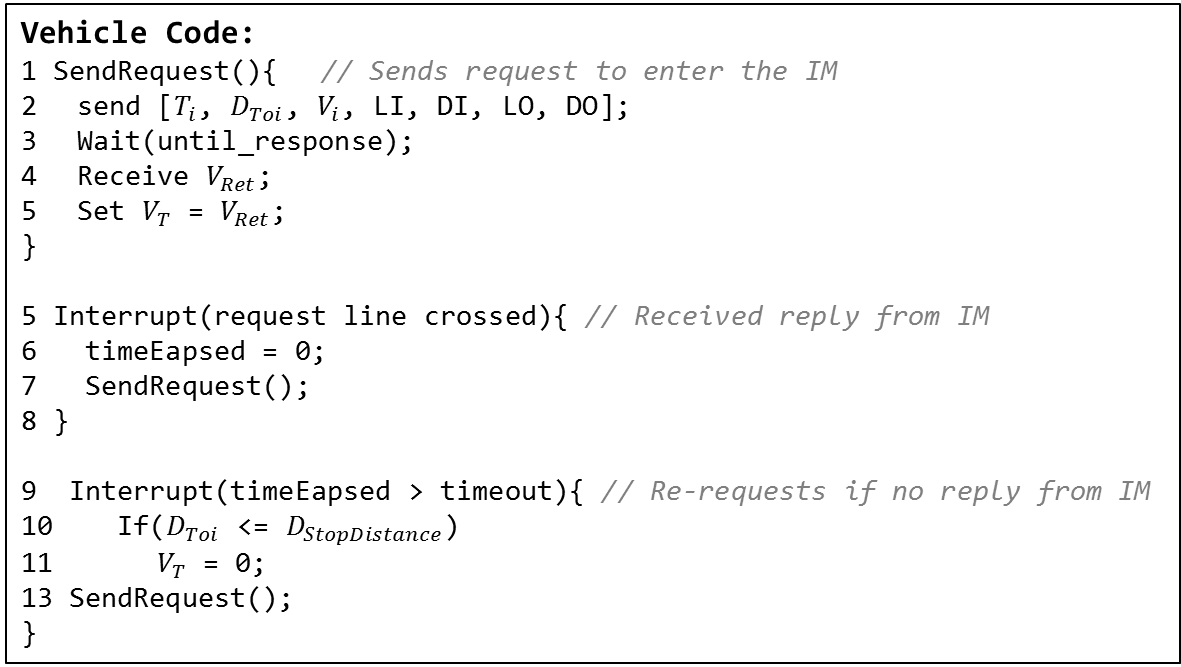 Vehicle Code:
1 SendRequest(){   // Sends request to enter the IM
2  send [T_i, D_Toi, V_i, LI, DI, LO, DO];
3  Wait(until_response);
4  Receive V_Ret;
5  Set V_T = V_Ret;
}
5 Interrupt(request line crossed){ // Received reply from IM
6   timeEapsed = 0;
7   SendRequest();
8 }
9  Interrupt(timeEapsed > timeout){ // Re-requests if no reply from IM
10    If(D_Toi <= D_StopDistance)
11      V_T = 0;
13 SendRequest();
}